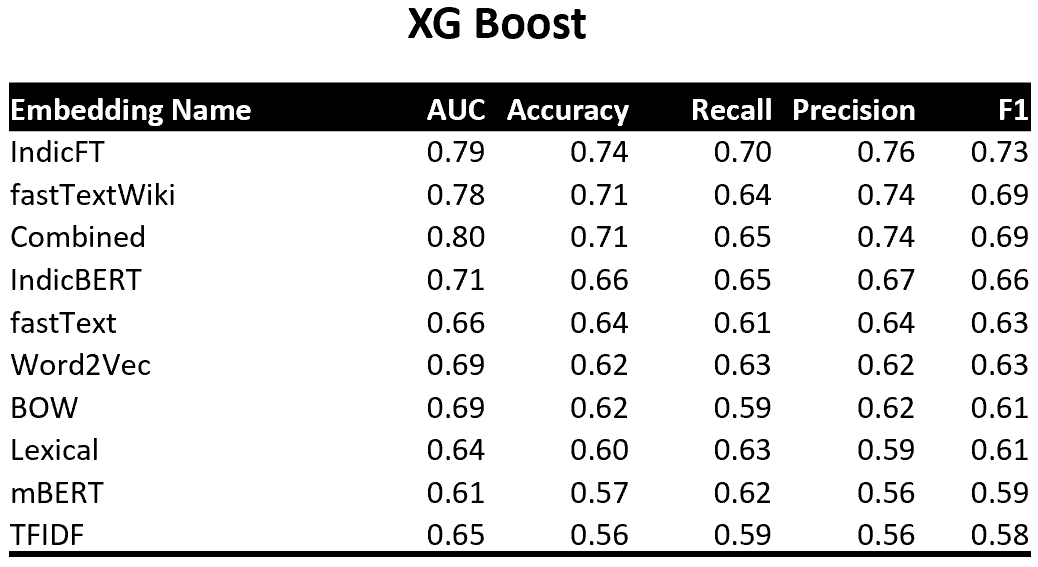 XG Boost
Embedding Name AUC Accuracy Recall Precision F1
IndicFT 0.79 0.74 0.70 0.76 0.73
fastTextWiki 0.78 0.71 0.64 0.74 0.69
Combined 0.80 0.71 0.65 0.74 0.69
IndicBERT 0.71 0.66 0.65 0.67 0.66
fastText 0.66 0.64 0.61 0.64 0.63
Word2Vec 0.69 0.62 0.63 0.62 0.63
BOW 0.69 0.62 0.59 0.62 0.61
Lexical 0.64 0.60 0.63 0.59 0.61
mBERT 0.61 0.57 0.62 0.56 0.59
TFIDF 0.65 0.56 0.59 0.56 0.58